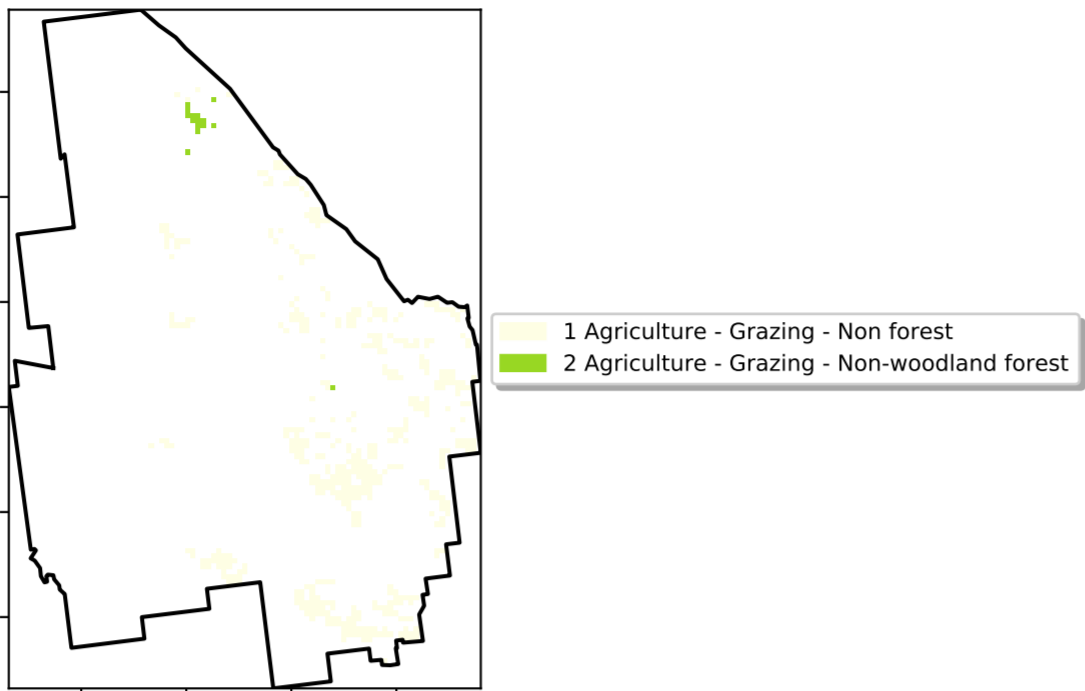 1 Agriculture - Grazing - Non forest
2 Agriculture - Grazing - Non-woodland forest